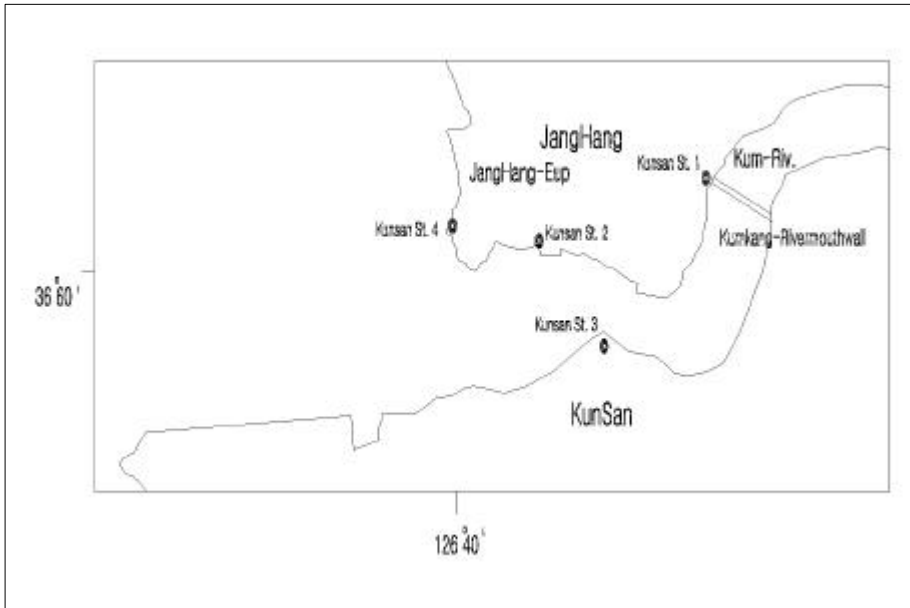 JangHang
Kunsan St. 1
Kum-Riv.
JangHang-Eup
Kunsan St. 4
Kunsan St. 2
Kumkang-Rivermouthwall
36°60'
Kunsan St. 3
KunSan
126°40'